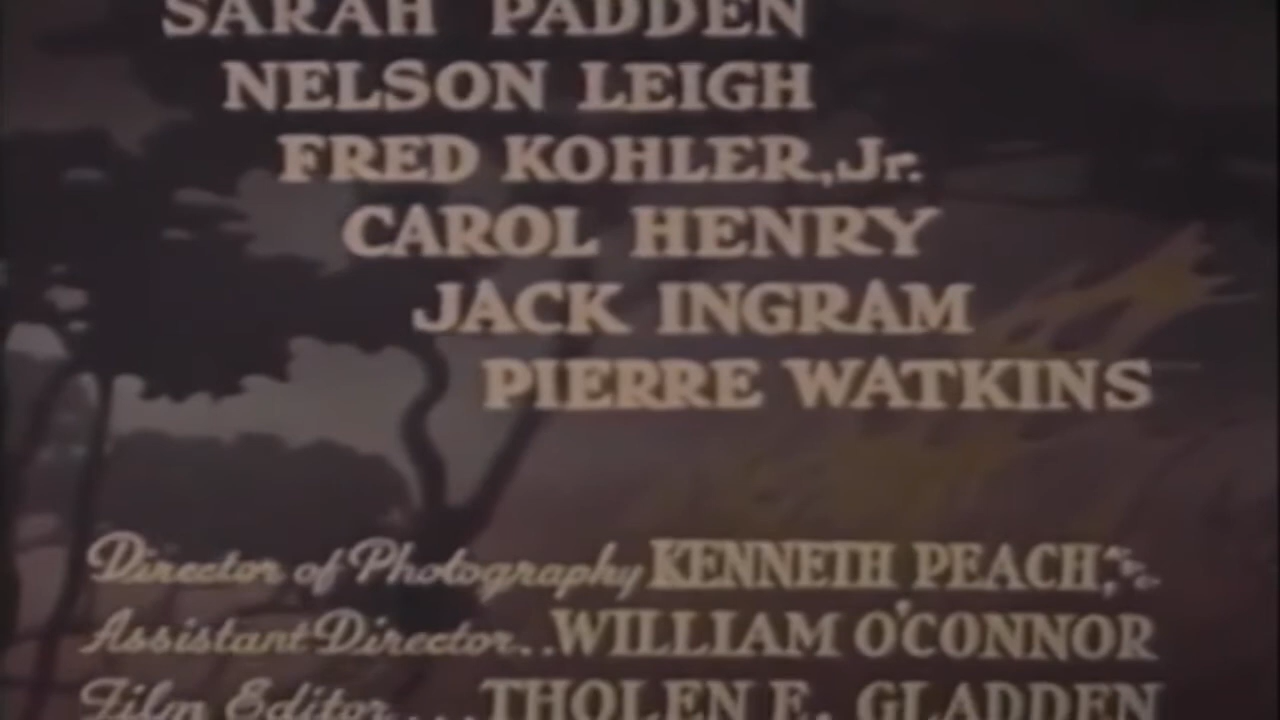 SARAH PADDEN
NELSON LEIGH
FRED KOHLER, Jr.
CAROL HENRY
JACK INGRAM
PIERRE WATKINS
Director of Photography KENNETH PEACH,
Assistant Director.. WILLIAM O'CONNOR
Film Editor.... THOLEN E. GLADDEN